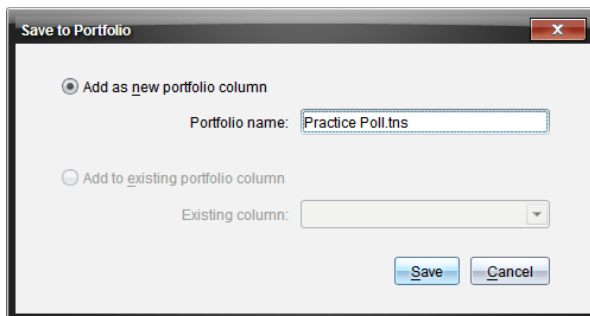 Save to Portfolio
Add as new portfolio column
Portfolio name: Practice Poll.tns
Add to existing portfolio column
Existing column:
Save Cancel